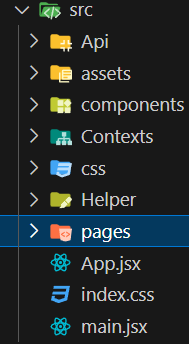 src
Api
assets
components
Contexts
css
Helper
pages
App.jsx
index.css
main.jsx